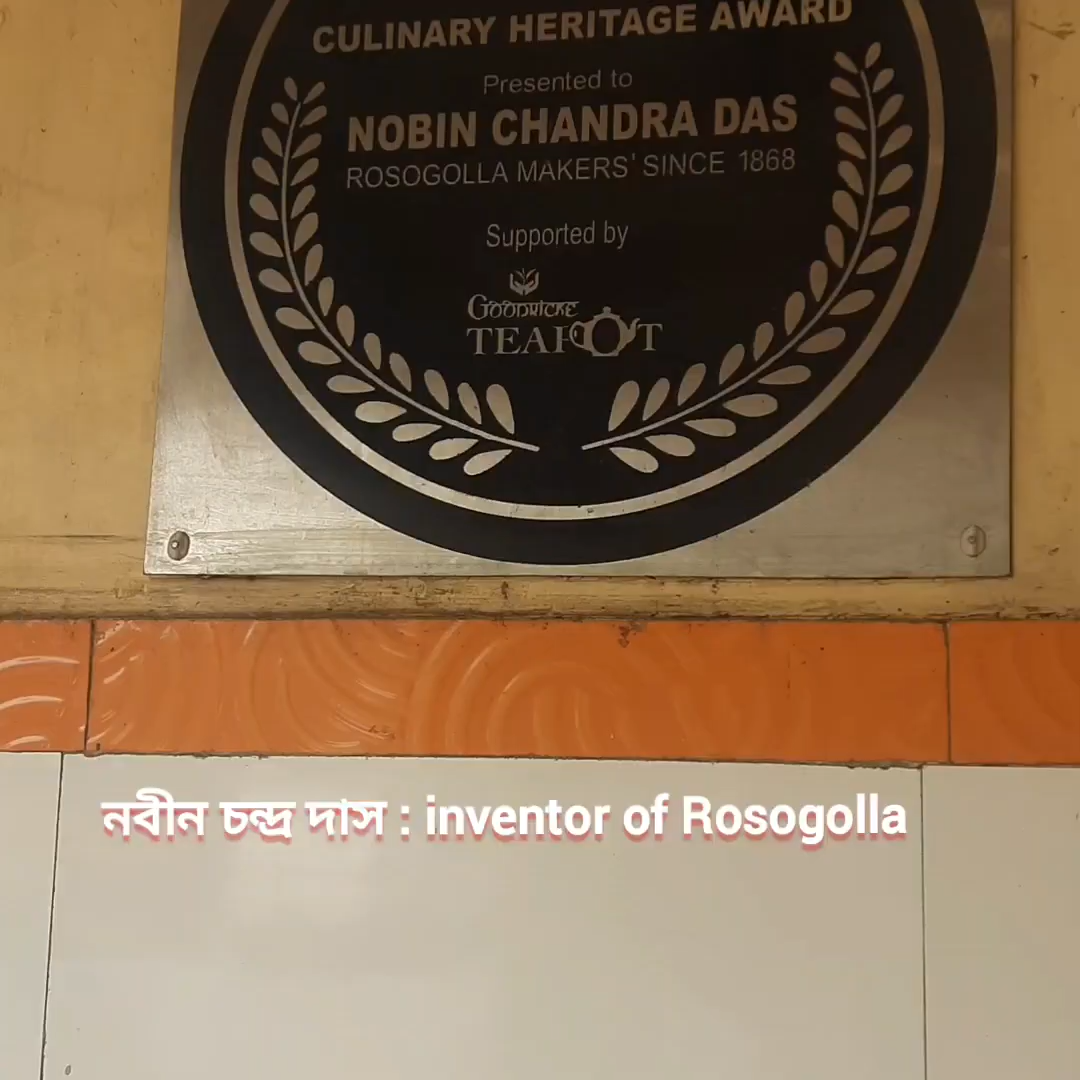 CULINARY HERITAGE AWARD
Presented to
NOBIN CHANDRA DAS
ROSOGOLLA MAKERS' SINCE 1868
Supported by
GOODRICKE
TEAPOT
নবীন চন্দ্র দাস : inventor of Rosogolla